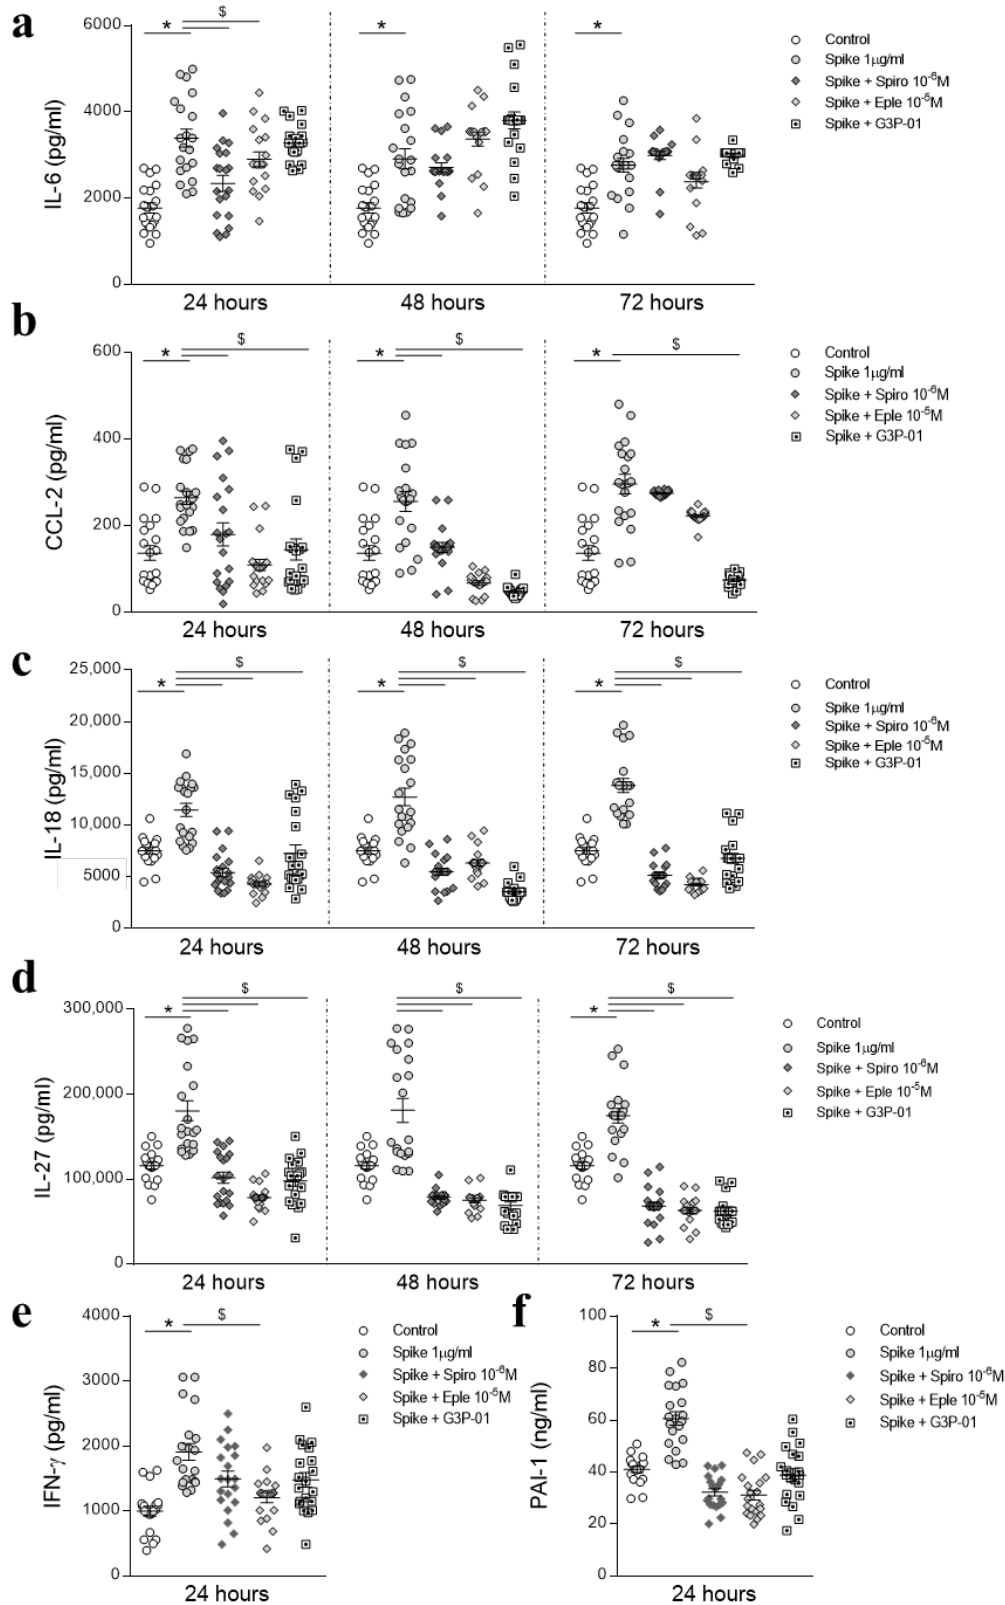 a
6000
4000
2000
0
IL-6 (pg/ml)
*
$
*
*
24 hours
48 hours
72 hours
Control
Spike 1µg/ml
Spike + Spiro 10⁻⁶M
Spike + Eple 10⁻⁵M
Spike + G3P-01
b
600
400
200
0
CCL-2 (pg/ml)
*
$
*
$
*
$
24 hours
48 hours
72 hours
Control
Spike 1µg/ml
Spike + Spiro 10⁻⁶M
Spike + Eple 10⁻⁵M
Spike + G3P-01
c
25,000
20,000
15,000
10,000
5000
0
IL-18 (pg/ml)
*
$
*
$
*
$
24 hours
48 hours
72 hours
Control
Spike 1µg/ml
Spike + Spiro 10⁻⁶M
Spike + Eple 10⁻⁵M
Spike + G3P-01
d
300,000
200,000
100,000
0
IL-27 (pg/ml)
*
$
$
*
$
24 hours
48 hours
72 hours
Control
Spike 1µg/ml
Spike + Spiro 10⁻⁶M
Spike + Eple 10⁻⁵M
Spike + G3P-01
e
4000
3000
2000
1000
0
IFN-γ (pg/ml)
*
$
24 hours
Control
Spike 1µg/ml
Spike + Spiro 10⁻⁶M
Spike + Eple 10⁻⁵M
Spike + G3P-01
f
100
80
60
40
20
0
PAI-1 (ng/ml)
*
$
24 hours
Control
Spike 1µg/ml
Spike + Spiro 10⁻⁶M
Spike + Eple 10⁻⁵M
Spike + G3P-01